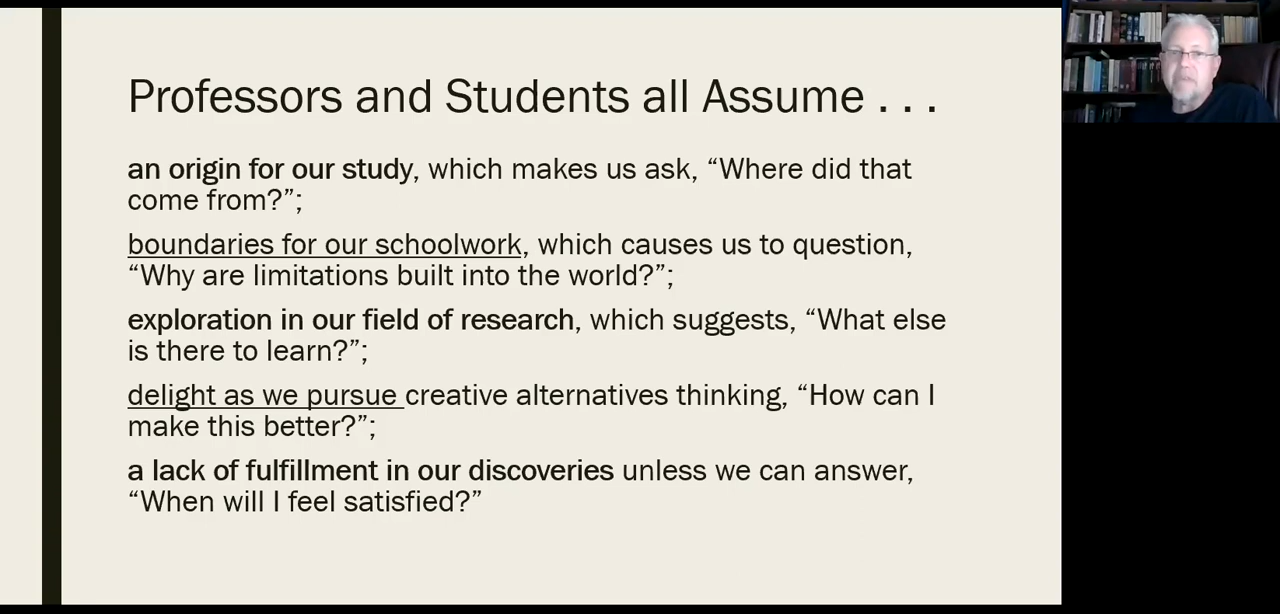 Professors and Students all Assume . . .
an origin for our study, which makes us ask, “Where did that
come from?”;
boundaries for our schoolwork, which causes us to question,
“Why are limitations built into the world?”;
exploration in our field of research, which suggests, “What else
is there to learn?”;
delight as we pursue creative alternatives thinking, “How can I
make this better?”;
a lack of fulfillment in our discoveries unless we can answer,
“When will I feel satisfied?”